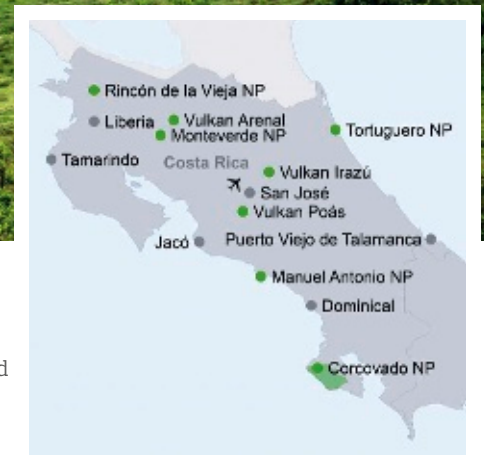 Rincón de la Vieja NP
Liberia
Vulkan Arenal
Monteverde NP
Tortuguero NP
Tamarindo
Costa Rica
Vulkan Irazú
San José
Vulkan Poás
Jacó
Puerto Viejo de Talamanca
Manuel Antonio NP
Dominical
Corcovado NP
d